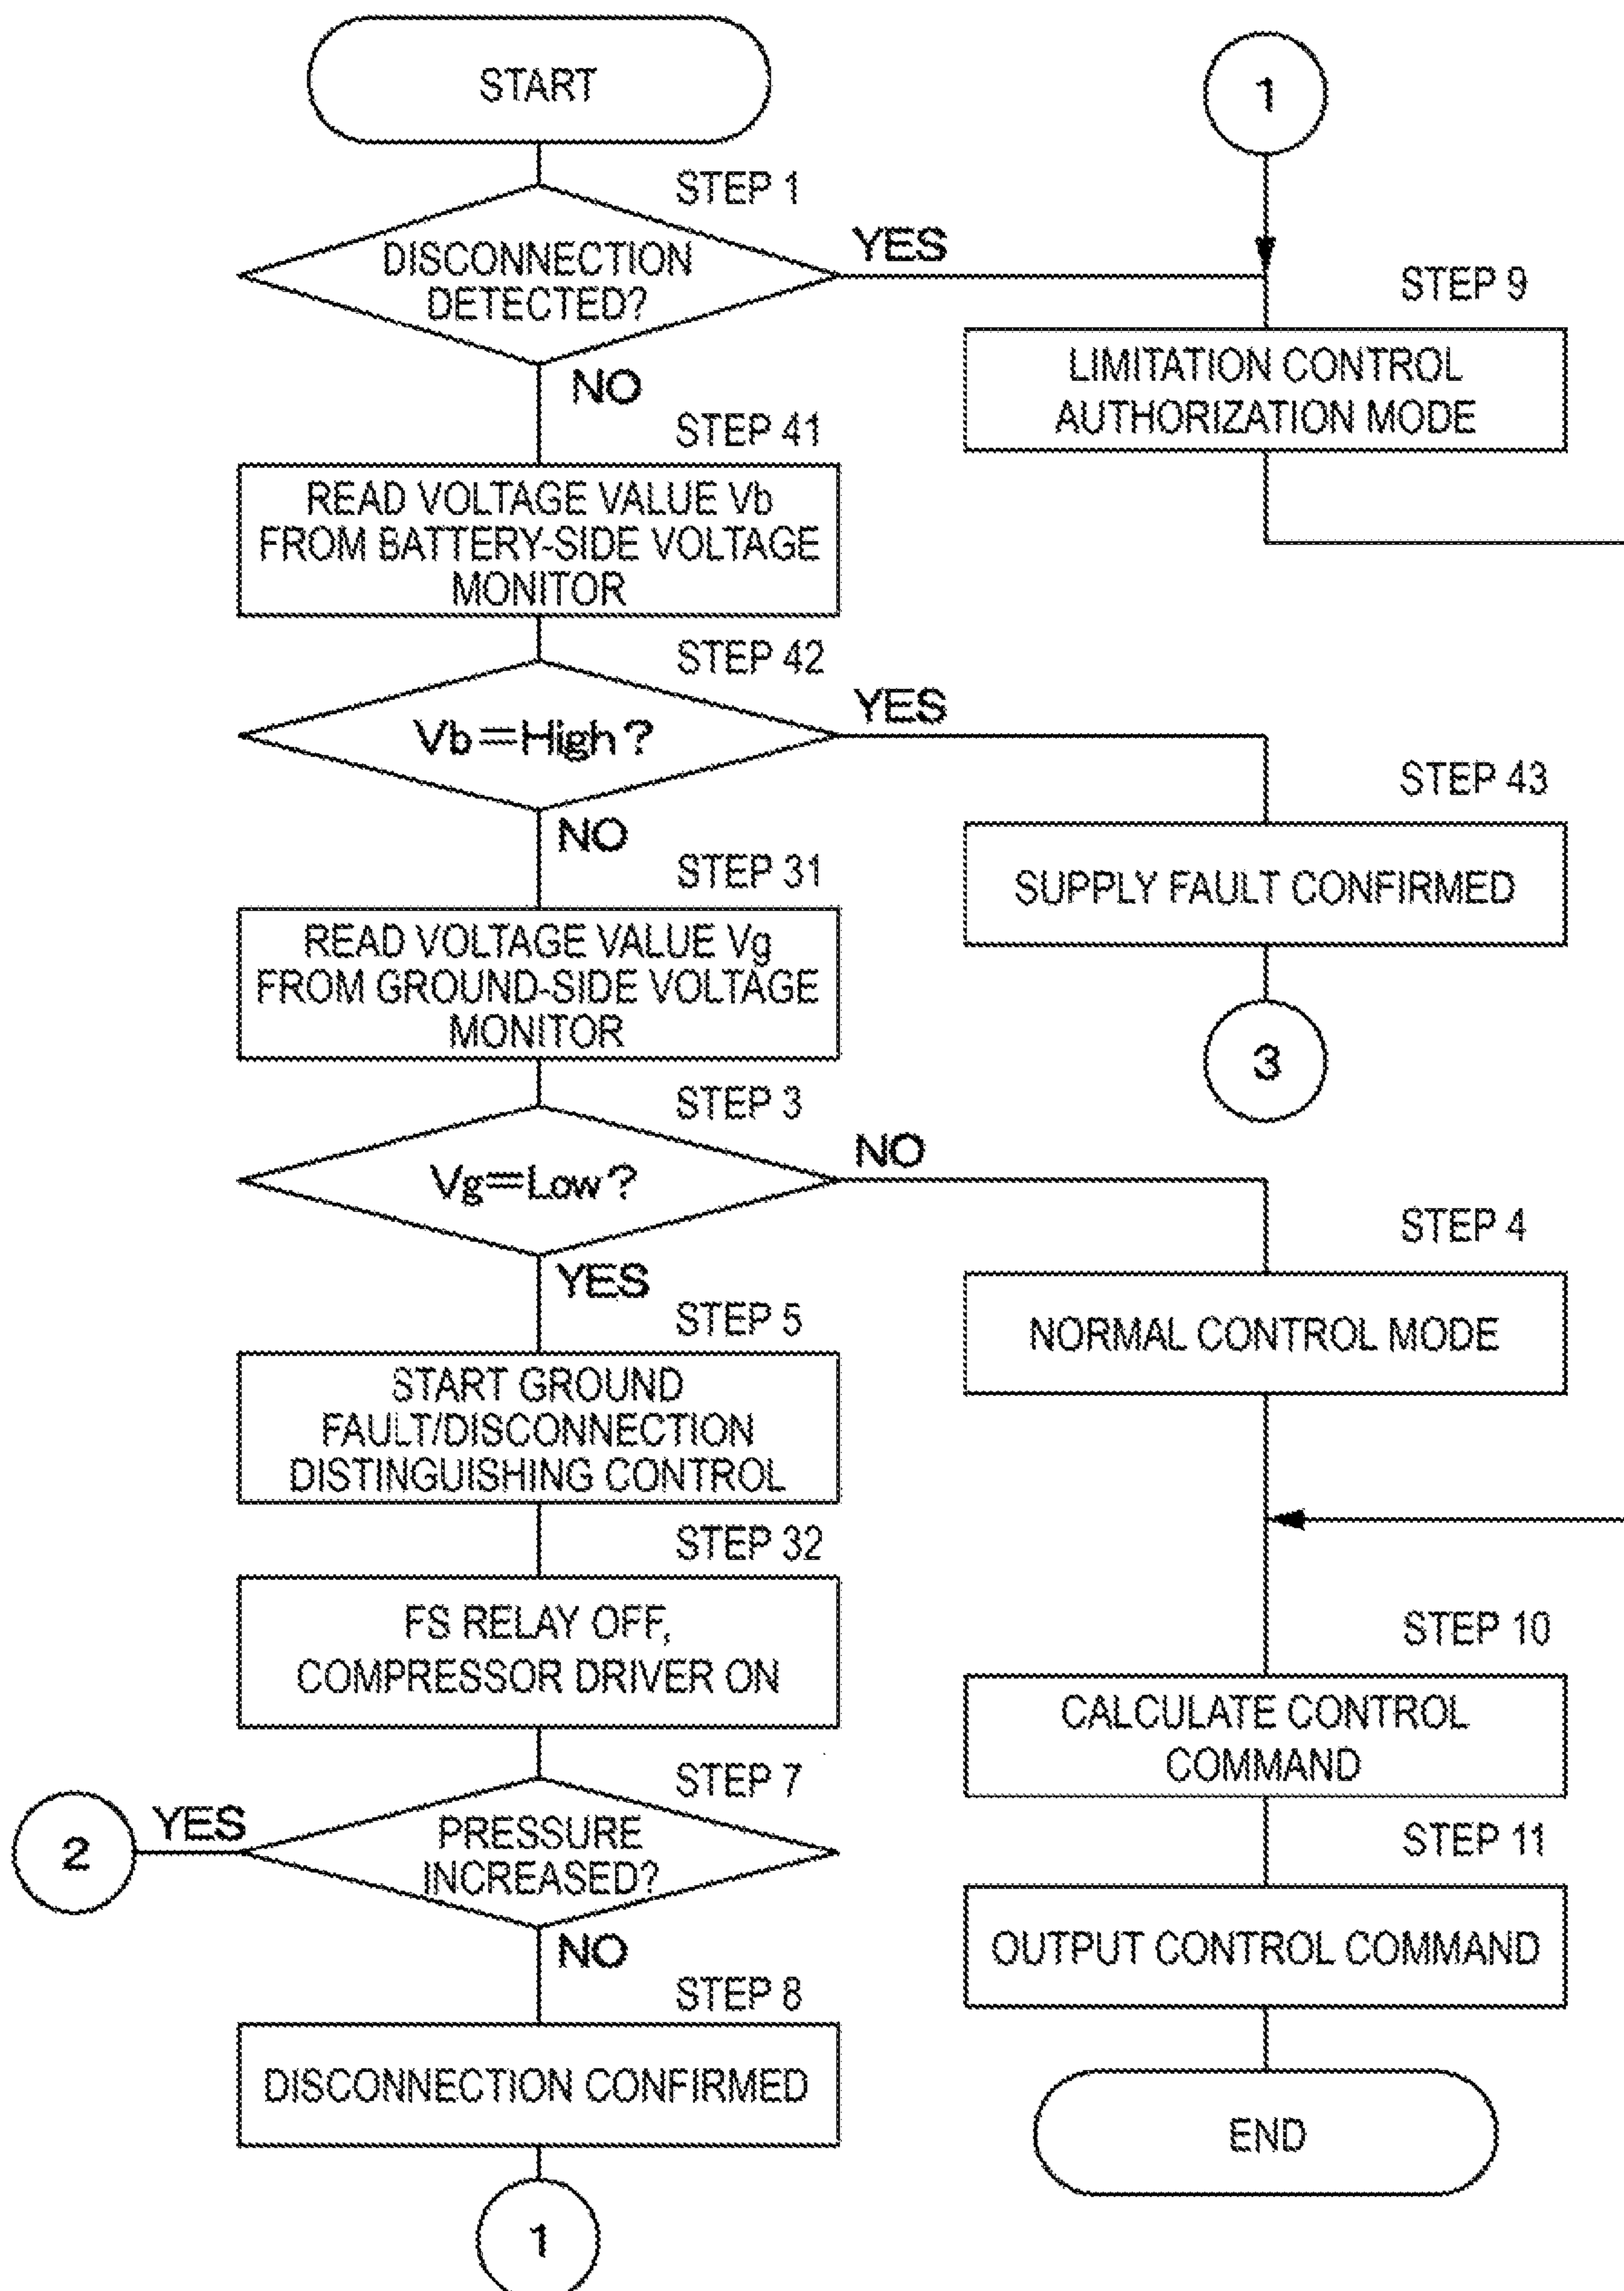 START
STEP 1
DISCONNECTION
DETECTED?
YES
NO
STEP 41
READ VOLTAGE VALUE Vb
FROM BATTERY-SIDE VOLTAGE
MONITOR
STEP 42
Vb=High?
YES
NO
STEP 31
READ VOLTAGE VALUE Vg
FROM GROUND-SIDE VOLTAGE
MONITOR
STEP 3
Vg=Low?
NO
YES
STEP 5
START GROUND
FAULT/DISCONNECTION
DISTINGUISHING CONTROL
STEP 32
FS RELAY OFF,
COMPRESSOR DRIVER ON
STEP 7
PRESSURE
INCREASED?
YES
2
NO
STEP 8
DISCONNECTION CONFIRMED
1
1
STEP 9
LIMITATION CONTROL
AUTHORIZATION MODE
STEP 43
SUPPLY FAULT CONFIRMED
3
STEP 4
NORMAL CONTROL MODE
STEP 10
CALCULATE CONTROL
COMMAND
STEP 11
OUTPUT CONTROL COMMAND
END